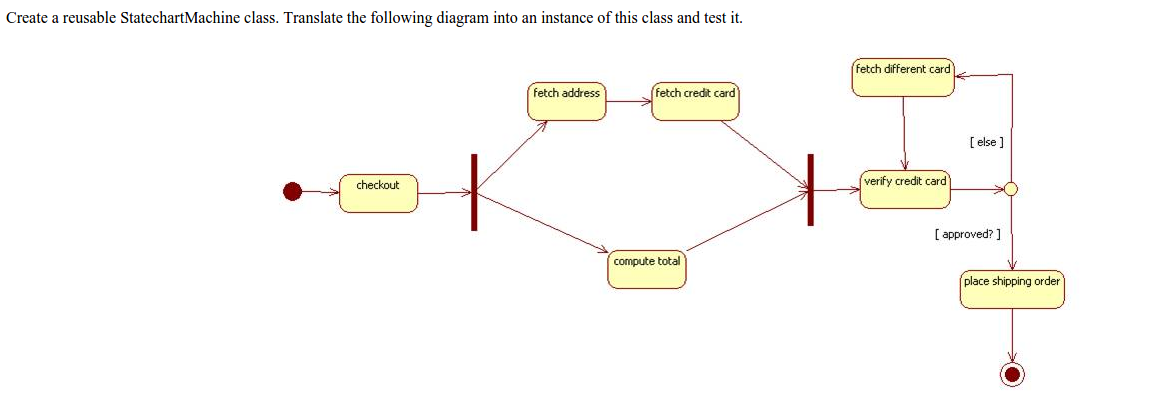 Create a reusable StatechartMachine class. Translate the following diagram into an instance of this class and test it.
fetch different card
fetch address
fetch credit card
[ else ]
checkout
verify credit card
[ approved? ]
compute total
place shipping order